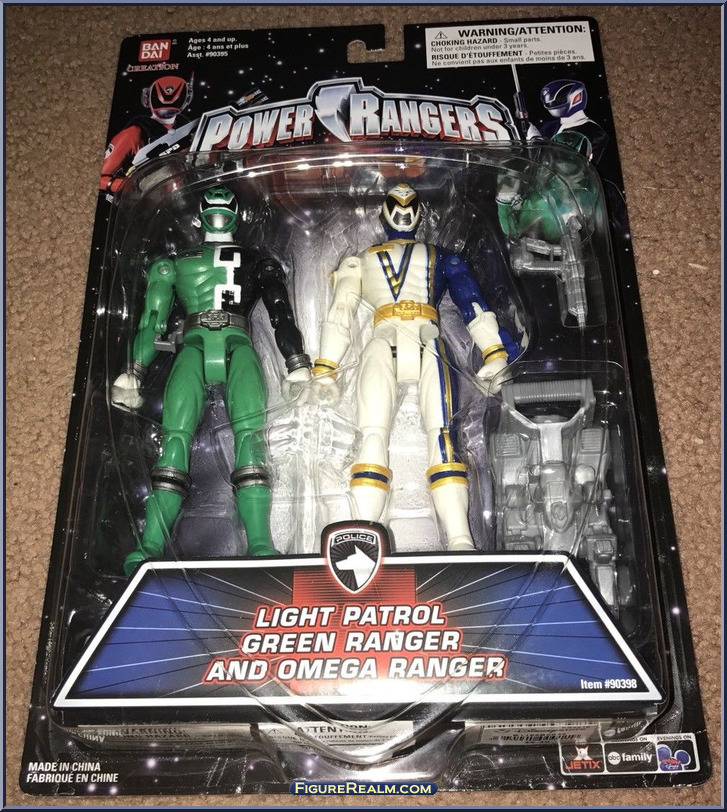 BAN
DAI
CREATION
Ages 4 and up.
Âge : 4 ans et plus
Asst. #90395
WARNING/ATTENTION:
CHOKING HAZARD - Small parts.
Not for children under 3 years.
RISQUE D'ÉTOUFFEMENT - Petites pièces.
Ne convient pas aux enfants de moins de 3 ans.
POWER RANGERS
POLICE
LIGHT PATROL
GREEN RANGER
AND OMEGA RANGER
Item #90398
MADE IN CHINA
FABRIQUÉ EN CHINE
JETIX
abc family
EVENINGS ON
FIGUREREALM.COM